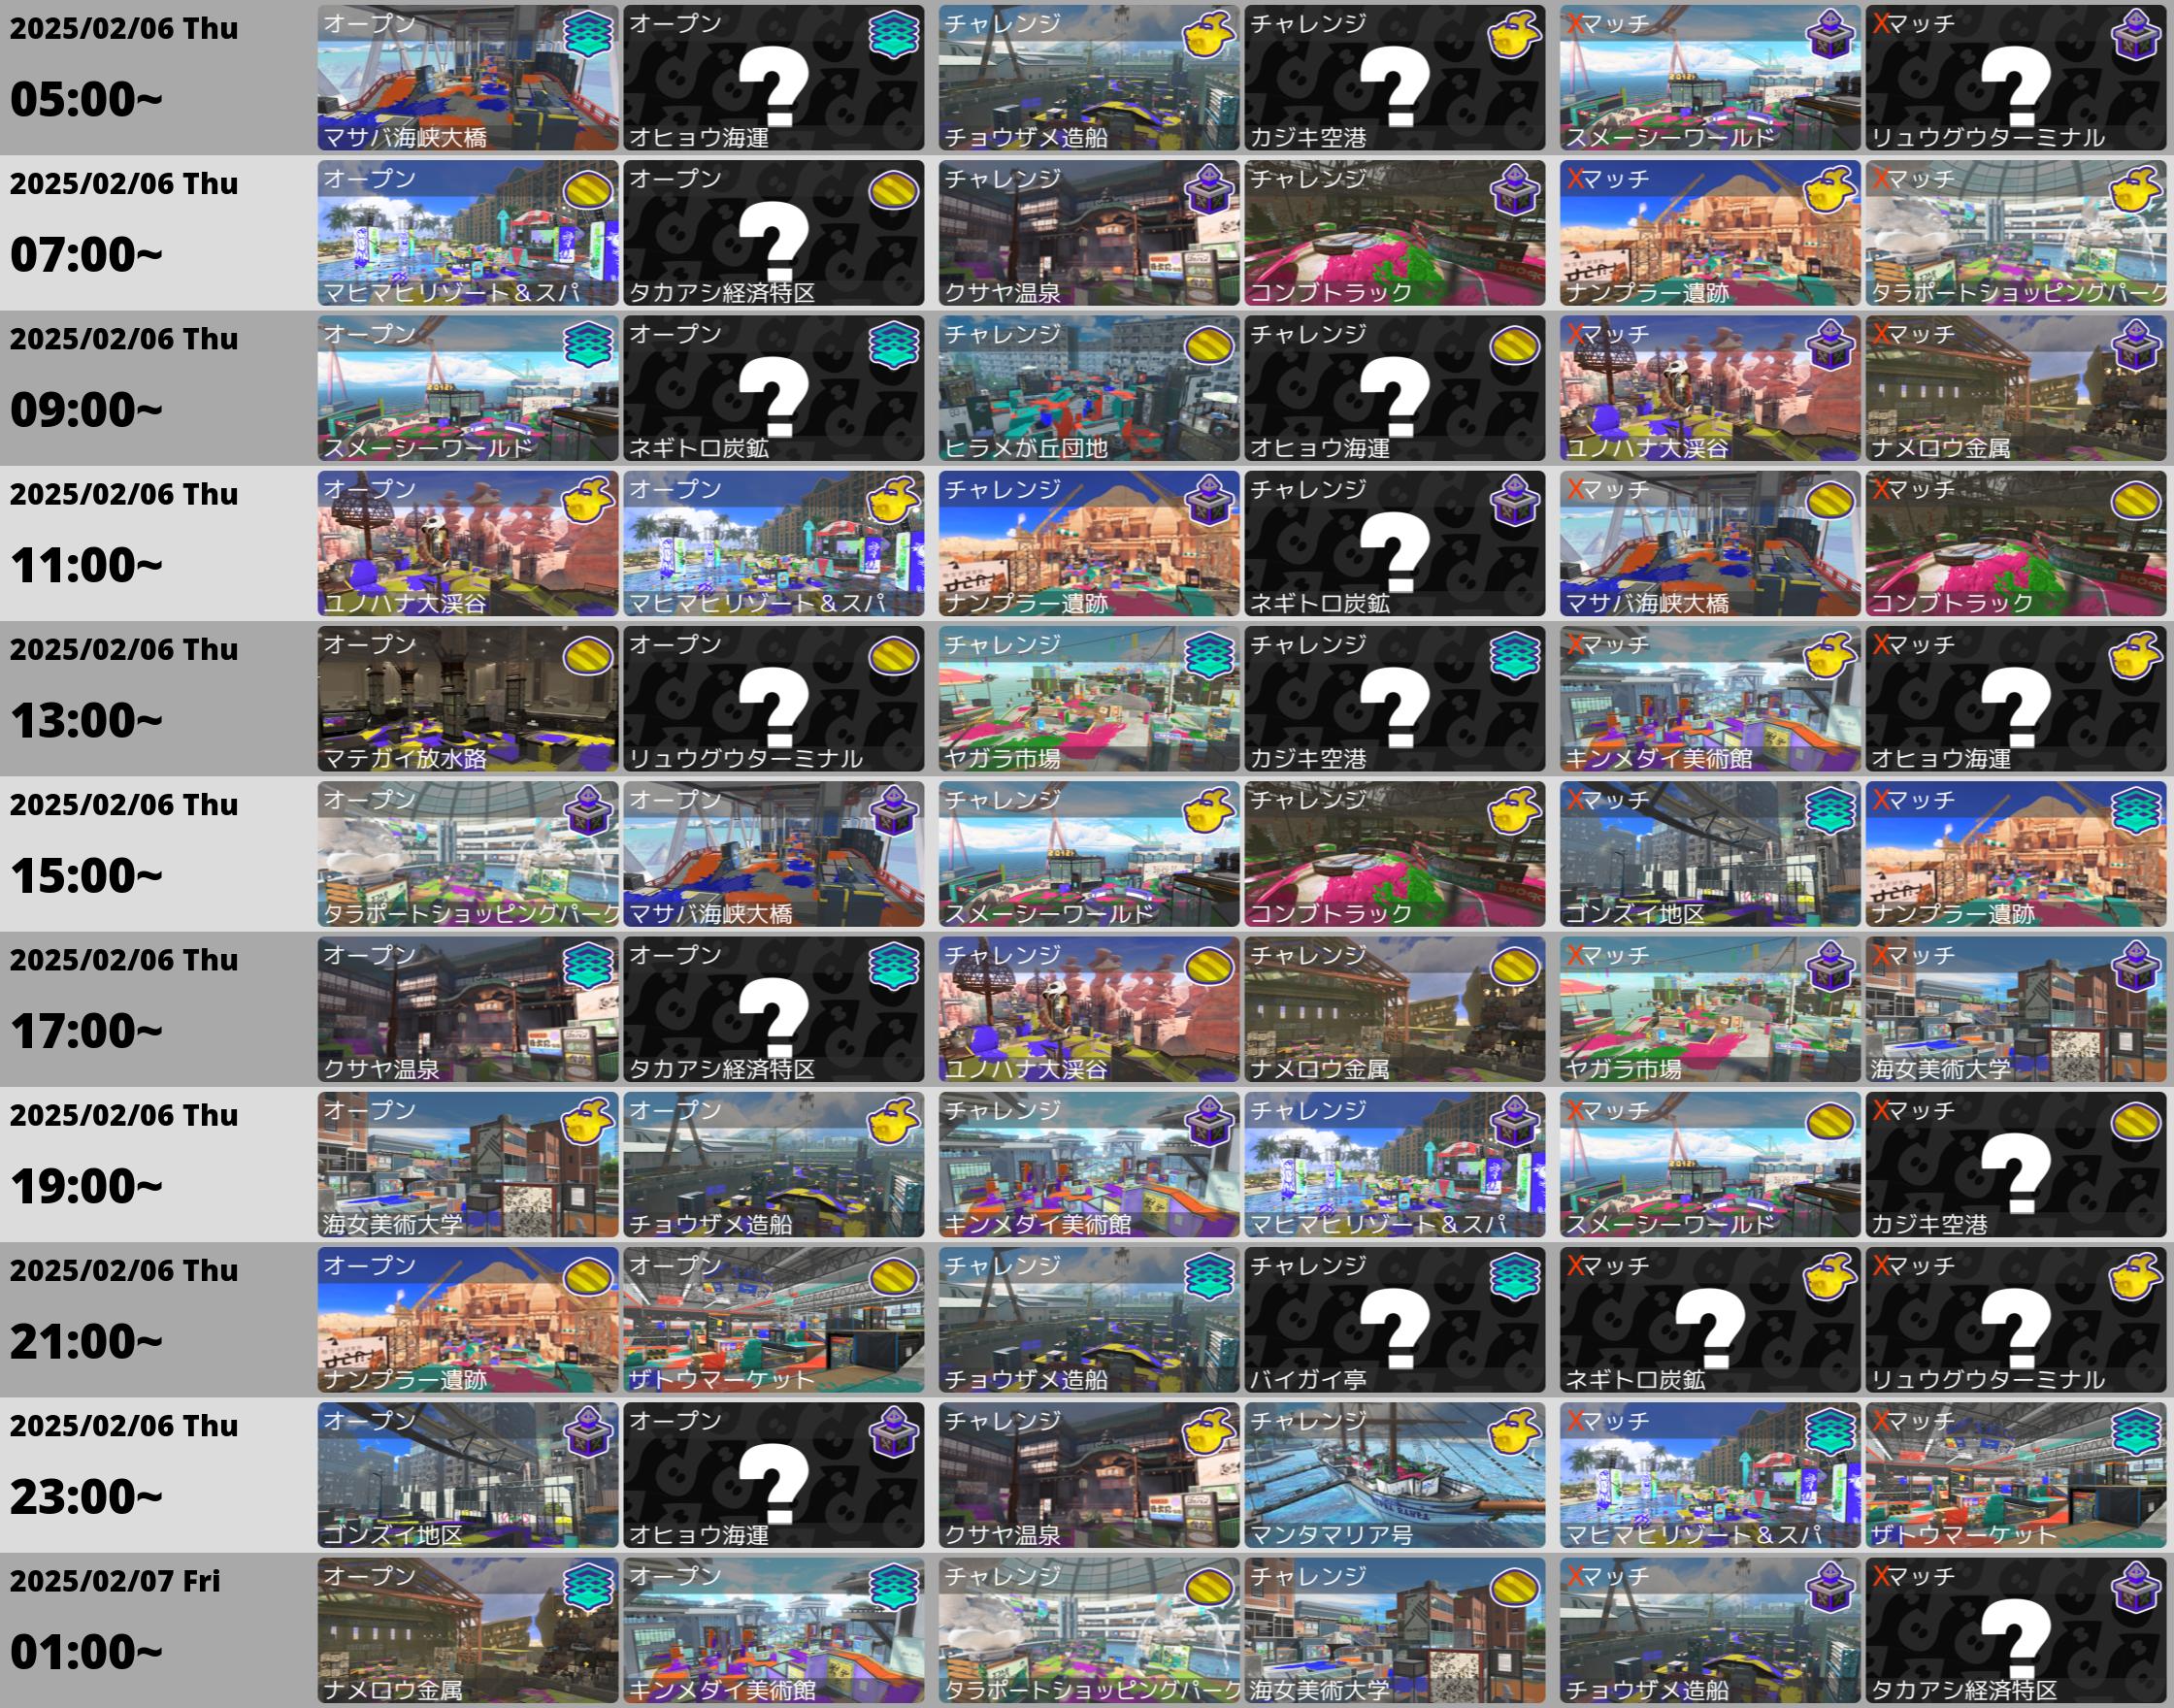 2025/02/06 Thu
05:00~
オープン
マサバ海峡大橋
オープン
オヒョウ海運
チャレンジ
チョウザメ造船
チャレンジ
カジキ空港
Xマッチ
スメーシーワールド
Xマッチ
リュウグウターミナル
2025/02/06 Thu
07:00~
オープン
マヒマヒリゾート&スパ
オープン
タカアシ経済特区
チャレンジ
クサヤ温泉
チャレンジ
コンブトラック
Xマッチ
ナンプラー遺跡
Xマッチ
タラポートショッピングパーク
2025/02/06 Thu
09:00~
オープン
スメーシーワールド
オープン
ネギトロ炭鉱
チャレンジ
ヒラメが丘団地
チャレンジ
オヒョウ海運
Xマッチ
ユノハナ大渓谷
Xマッチ
ナメロウ金属
2025/02/06 Thu
11:00~
オープン
ユノハナ大渓谷
オープン
マヒマヒリゾート&スパ
チャレンジ
ナンプラー遺跡
チャレンジ
ネギトロ炭鉱
Xマッチ
マサバ海峡大橋
Xマッチ
コンブトラック
2025/02/06 Thu
13:00~
オープン
マテガイ放水路
オープン
リュウグウターミナル
チャレンジ
ヤガラ市場
チャレンジ
カジキ空港
Xマッチ
キンメダイ美術館
Xマッチ
オヒョウ海運
2025/02/06 Thu
15:00~
オープン
タラポートショッピングパーク
オープン
マサバ海峡大橋
チャレンジ
スメーシーワールド
チャレンジ
コンブトラック
Xマッチ
ゴンズイ地区
Xマッチ
ナンプラー遺跡
2025/02/06 Thu
17:00~
オープン
クサヤ温泉
オープン
タカアシ経済特区
チャレンジ
ユノハナ大渓谷
チャレンジ
ナメロウ金属
Xマッチ
ヤガラ市場
Xマッチ
海女美術大学
2025/02/06 Thu
19:00~
オープン
海女美術大学
オープン
チョウザメ造船
チャレンジ
キンメダイ美術館
チャレンジ
マヒマヒリゾート&スパ
Xマッチ
スメーシーワールド
Xマッチ
カジキ空港
2025/02/06 Thu
21:00~
オープン
ナンプラー遺跡
オープン
ザトウマーケット
チャレンジ
チョウザメ造船
チャレンジ
バイガイ亭
Xマッチ
ネギトロ炭鉱
Xマッチ
リュウグウターミナル
2025/02/06 Thu
23:00~
オープン
ゴンズイ地区
オープン
オヒョウ海運
チャレンジ
クサヤ温泉
チャレンジ
マンタマリア号
Xマッチ
マヒマヒリゾート&スパ
Xマッチ
ザトウマーケット
2025/02/07 Fri
01:00~
オープン
ナメロウ金属
オープン
キンメダイ美術館
チャレンジ
タラポートショッピングパーク
チャレンジ
海女美術大学
Xマッチ
チョウザメ造船
Xマッチ
タカアシ経済特区